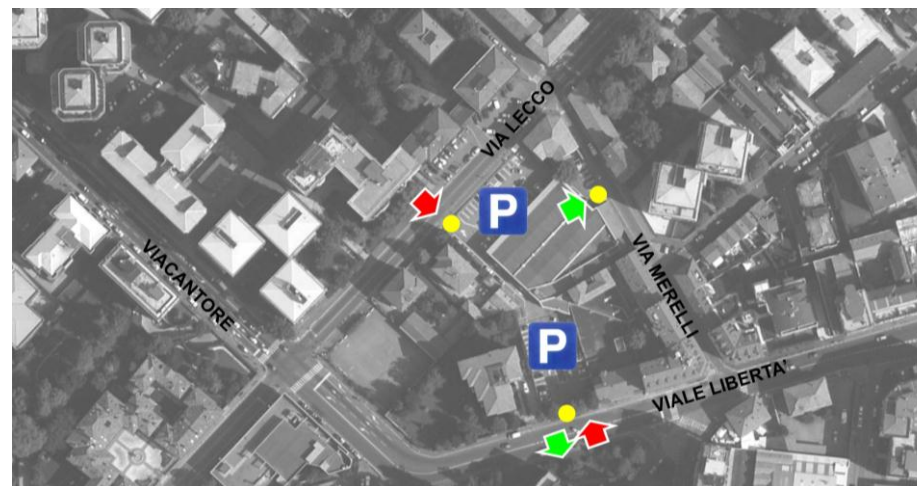 VIA LECCO
P
VIA MERELLI
VIACANTORE
P
VIALE LIBERTA'